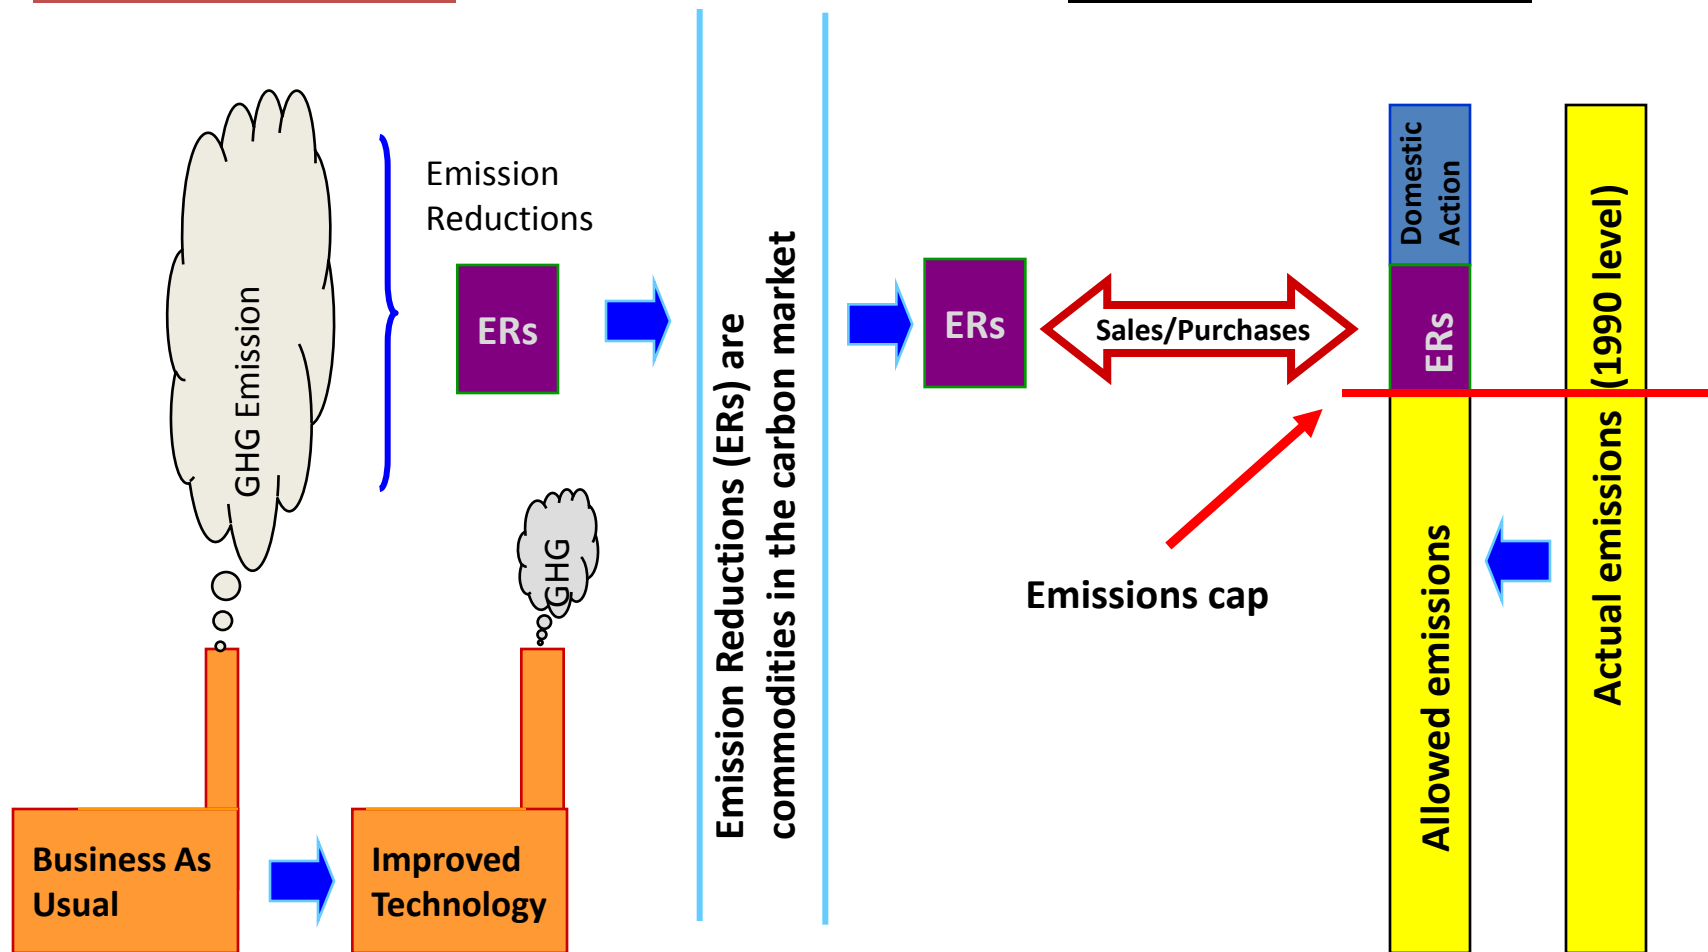 GHG Emission
Emission
Reductions
ERs
GHG
Business As
Usual
Improved
Technology
Emission Reductions (ERs) are
commodities in the carbon market
ERs
Sales/Purchases
Emissions cap
Domestic
Action
ERs
Allowed emissions
Actual emissions (1990 level)